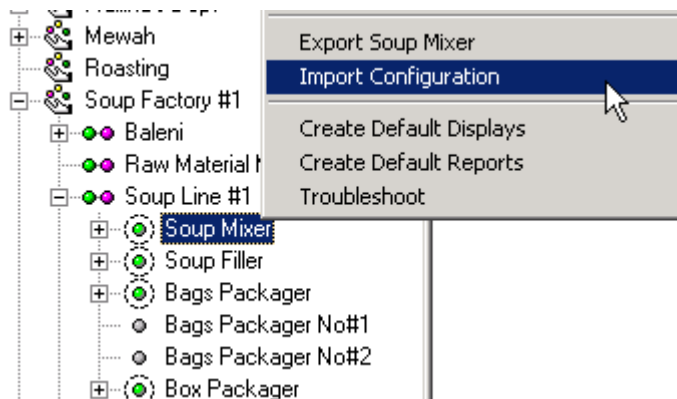 Mewah
Roasting
Soup Factory #1
Baleni
Raw Material
Soup Line #1
Soup Mixer
Soup Filler
Bags Packager
Bags Packager No#1
Bags Packager No#2
Box Packager
Export Soup Mixer
Import Configuration
Create Default Displays
Create Default Reports
Troubleshoot